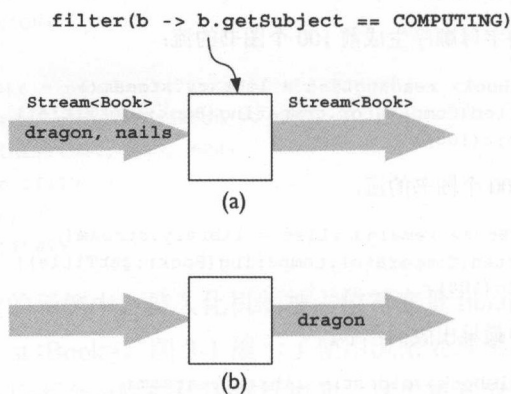 filter(b -> b.getSubject == COMPUTING)
Stream<Book> Stream<Book>
dragon, nails
(a)
dragon
(b)